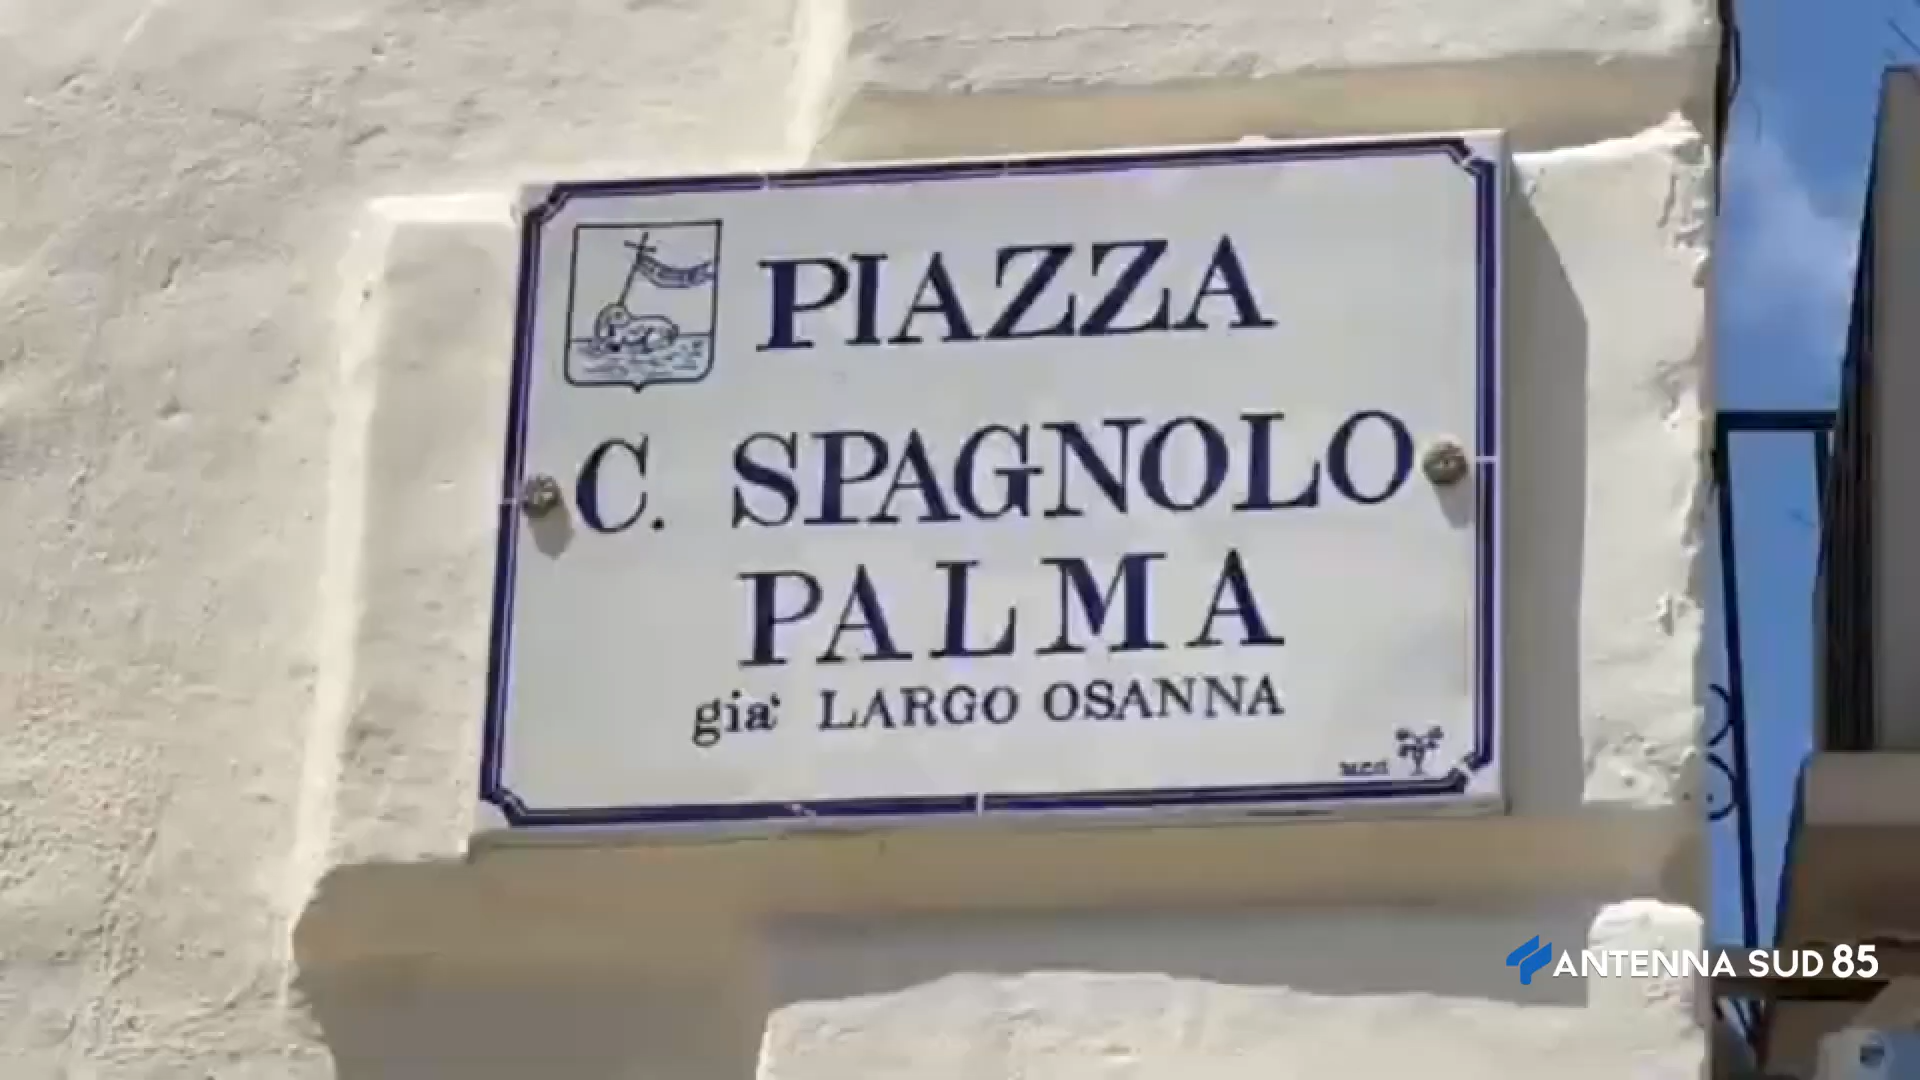 PIAZZA
C. SPAGNOLO
PALMA
gia' LARGO OSANNA
ANTENNA SUD 85